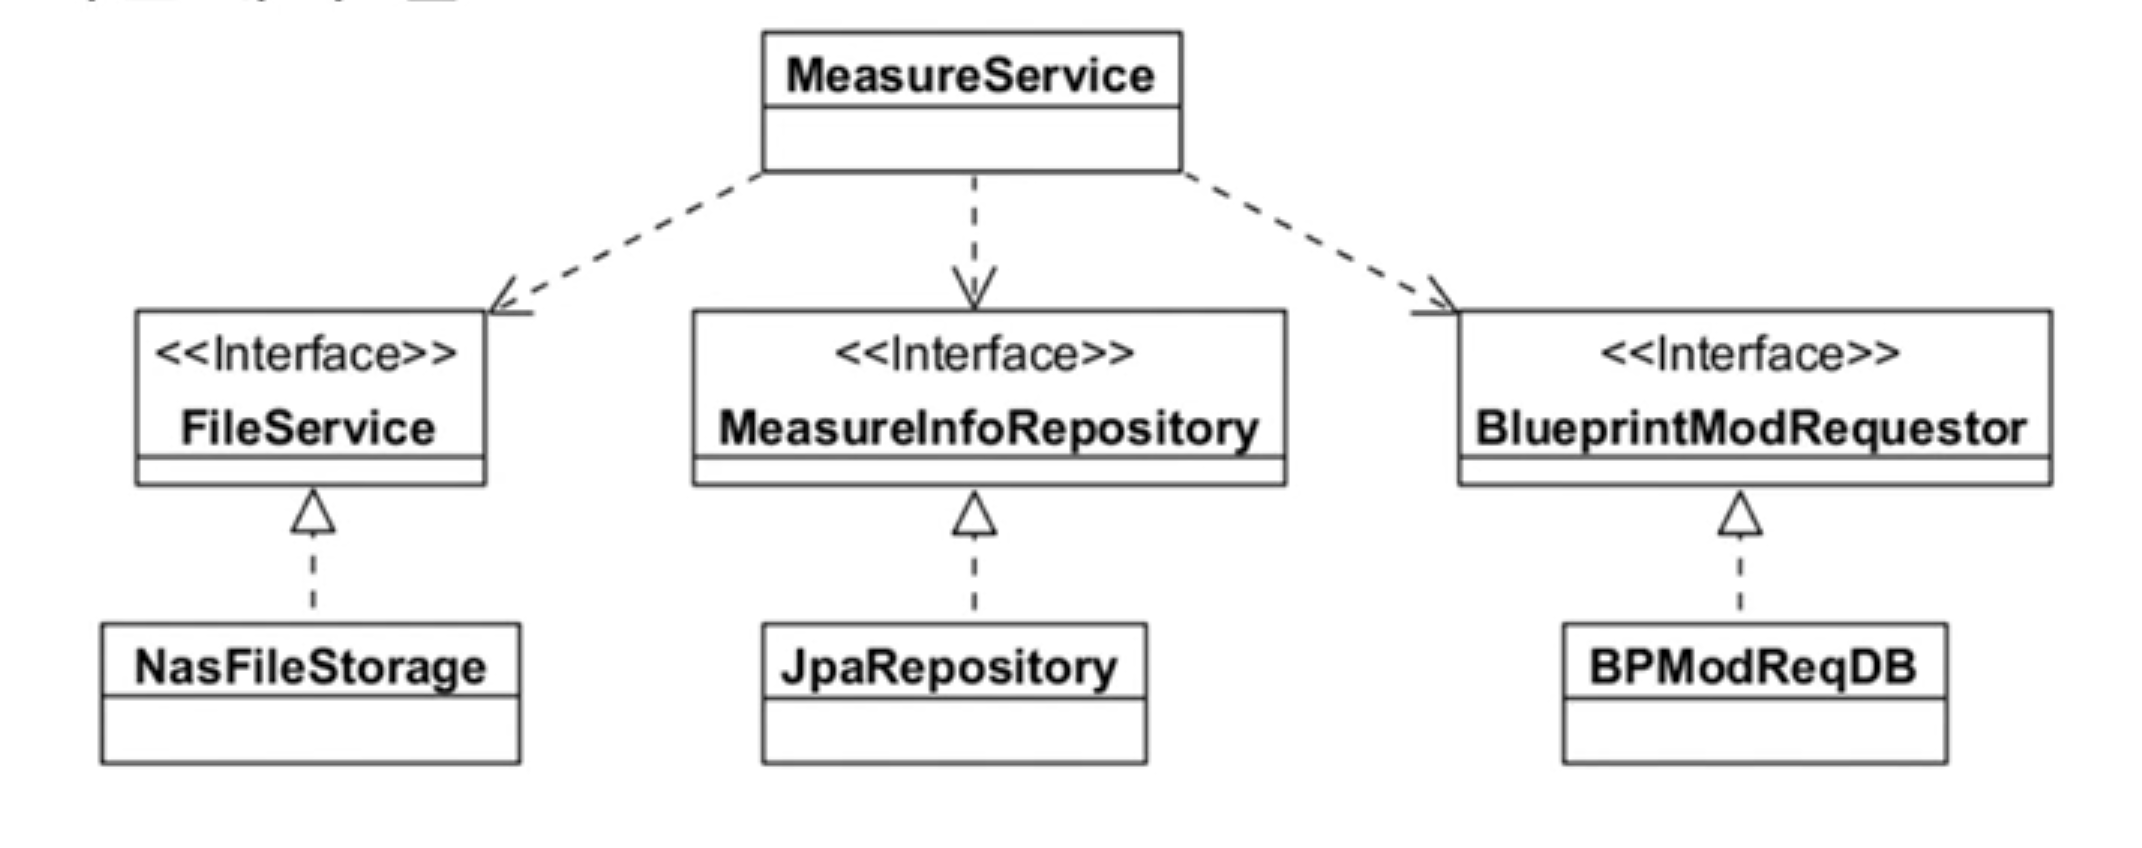 MeasureService
<<Interface>>
FileService
<<Interface>>
MeasureInfoRepository
<<Interface>>
BlueprintModRequestor
NasFileStorage
JpaRepository
BPModReqDB